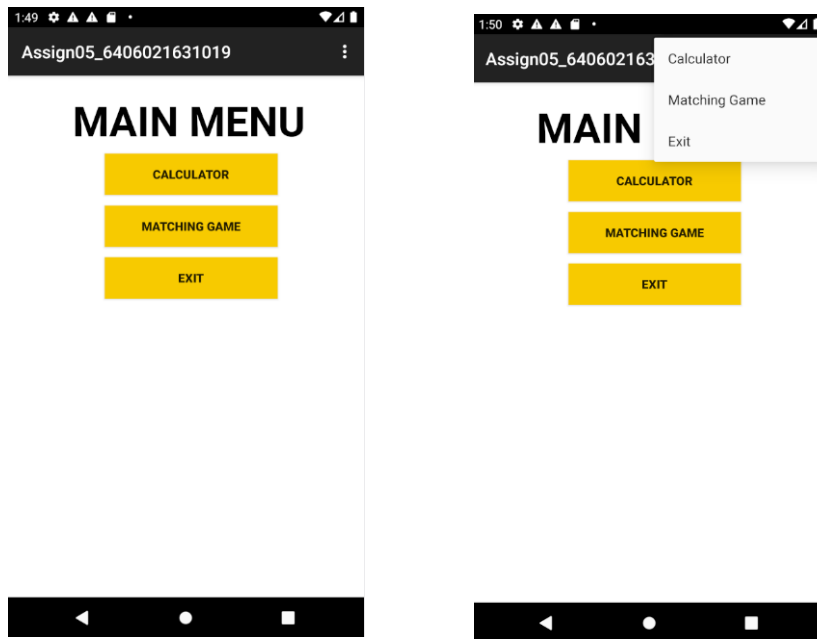 1:49
Assign05_6406021631019
MAIN MENU
CALCULATOR
MATCHING GAME
EXIT
1:50
Assign05_640602163
Calculator
Matching Game
Exit
MAIN
CALCULATOR
MATCHING GAME
EXIT